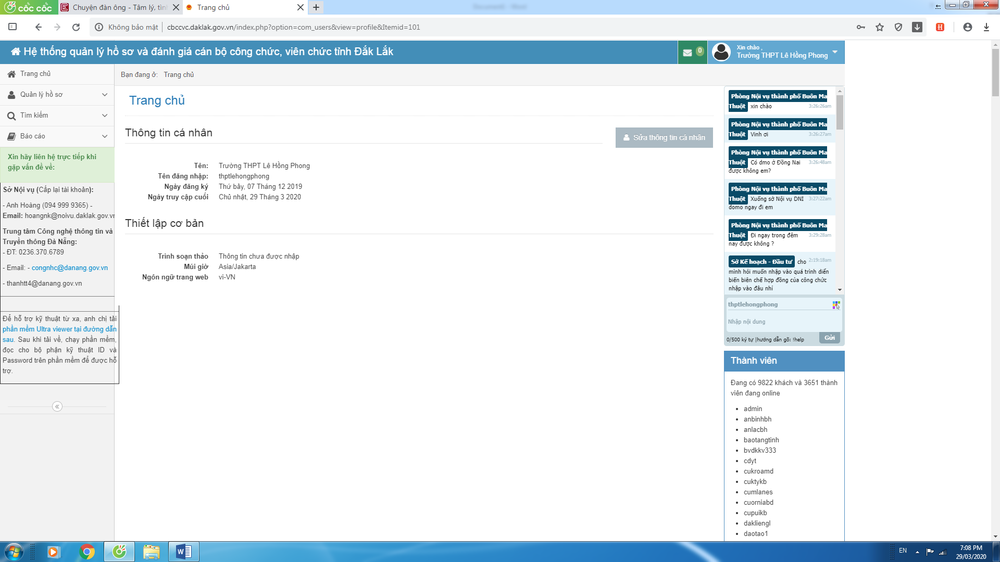 cốc cốc
Chuyện đàn ông - Tâm lý, tìn
Trang chủ
Không bảo mật
cbccvc.daklak.gov.vn/index.php?option=com_users&view=profile&Itemid=101
Hệ thống quản lý hồ sơ và đánh giá cán bộ công chức, viên chức tỉnh Đắk Lắk
0
Xin chào ,
Trường THPT Lê Hồng Phong
Trang chủ
Quản lý hồ sơ
Tìm kiếm
Báo cáo
Xin hãy liên hệ trực tiếp khi
gặp vấn đề về:
Sở Nội vụ (Cấp lại tài khoản):
- Anh Hoàng (094 999 9365) -
Email: hoangnk@noivu.daklak.gov.vn
Trung tâm Công nghệ thông tin và
Truyền thông Đà Nẵng:
- ĐT: 0236.370.6789
- Email: - congnhc@danang.gov.vn
- thanhtt4@danang.gov.vn
Để hỗ trợ kỹ thuật từ xa, anh chị tải
phần mềm Ultra viewer tại đường dẫn
sau. Sau khi tải về, chạy phần mềm,
đọc cho bộ phận kỹ thuật ID và
Password trên phần mềm để được hỗ
trợ.
Bạn đang ở: Trang chủ
Trang chủ
Thông tin cá nhân
Sửa thông tin cá nhân
Tên: Trường THPT Lê Hồng Phong
Tên đăng nhập: thptlehongphong
Ngày đăng ký Thứ bảy, 07 Tháng 12 2019
Ngày truy cập cuối Chủ nhật, 29 Tháng 3 2020
Thiết lập cơ bản
Trình soạn thảo Thông tin chưa được nhập
Múi giờ Asia/Jakarta
Ngôn ngữ trang web vi-VN
Phòng Nội vụ thành phố Buôn Ma
Thuột xin chào 3:26:26am
Phòng Nội vụ thành phố Buôn Ma
Thuột Vinh ơi 3:26:27am
Phòng Nội vụ thành phố Buôn Ma
Thuột Có dmo ở Đồng Nai 3:26:48am
được không em?
Phòng Nội vụ thành phố Buôn Ma
Thuột Xuống sở Nội vụ DNI 3:27:22am
domo ngay đi em
Phòng Nội vụ thành phố Buôn Ma
Thuột Đi ngay trong đêm 3:29:28am
nay được không ?
Sở Kế hoạch - Đầu tư cho 2:19:18am
mình hỏi muốn nhập vào quá trình diển
biến biên chế hợp đồng của công chức
nhập vào đâu nhỉ
thptlehongphong
Nhập nội dung
0/500 ký tự |hướng dẫn gõ: !help
Gửi
Thành viên
Đang có 9822 khách và 3651 thành
viên đang online
admin
anbinhbh
anlacbh
baotangtinh
bvdkkv333
cdyt
cukroamd
cuktykb
cumlanes
cuorniabd
cupuikb
dakliengl
daotao1
EN
7:08 PM
29/03/2020